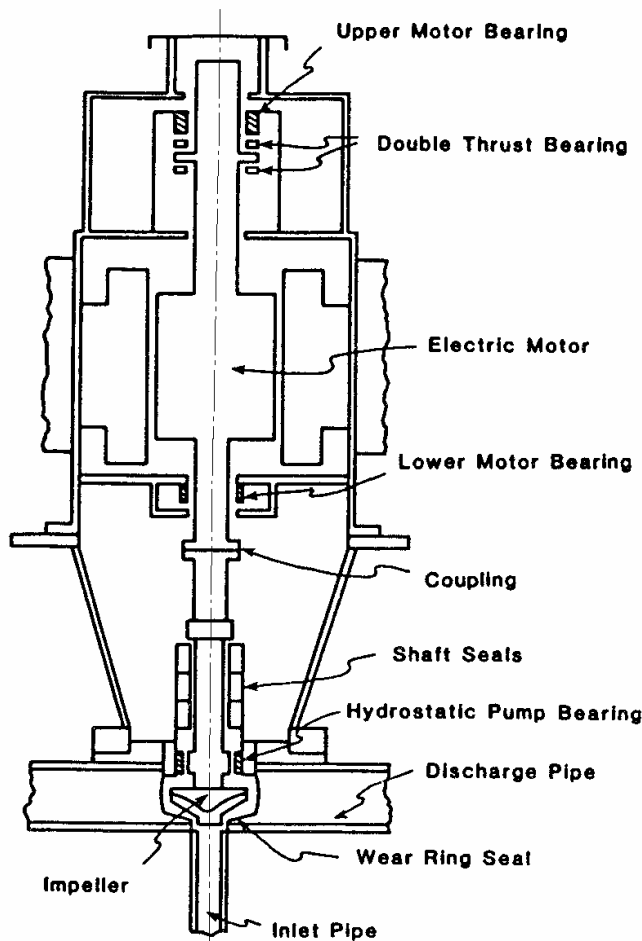 Upper Motor Bearing
Double Thrust Bearing
Electric Motor
Lower Motor Bearing
Coupling
Shaft Seals
Hydrostatic Pump Bearing
Discharge Pipe
Wear Ring Seal
Impeller
Inlet Pipe